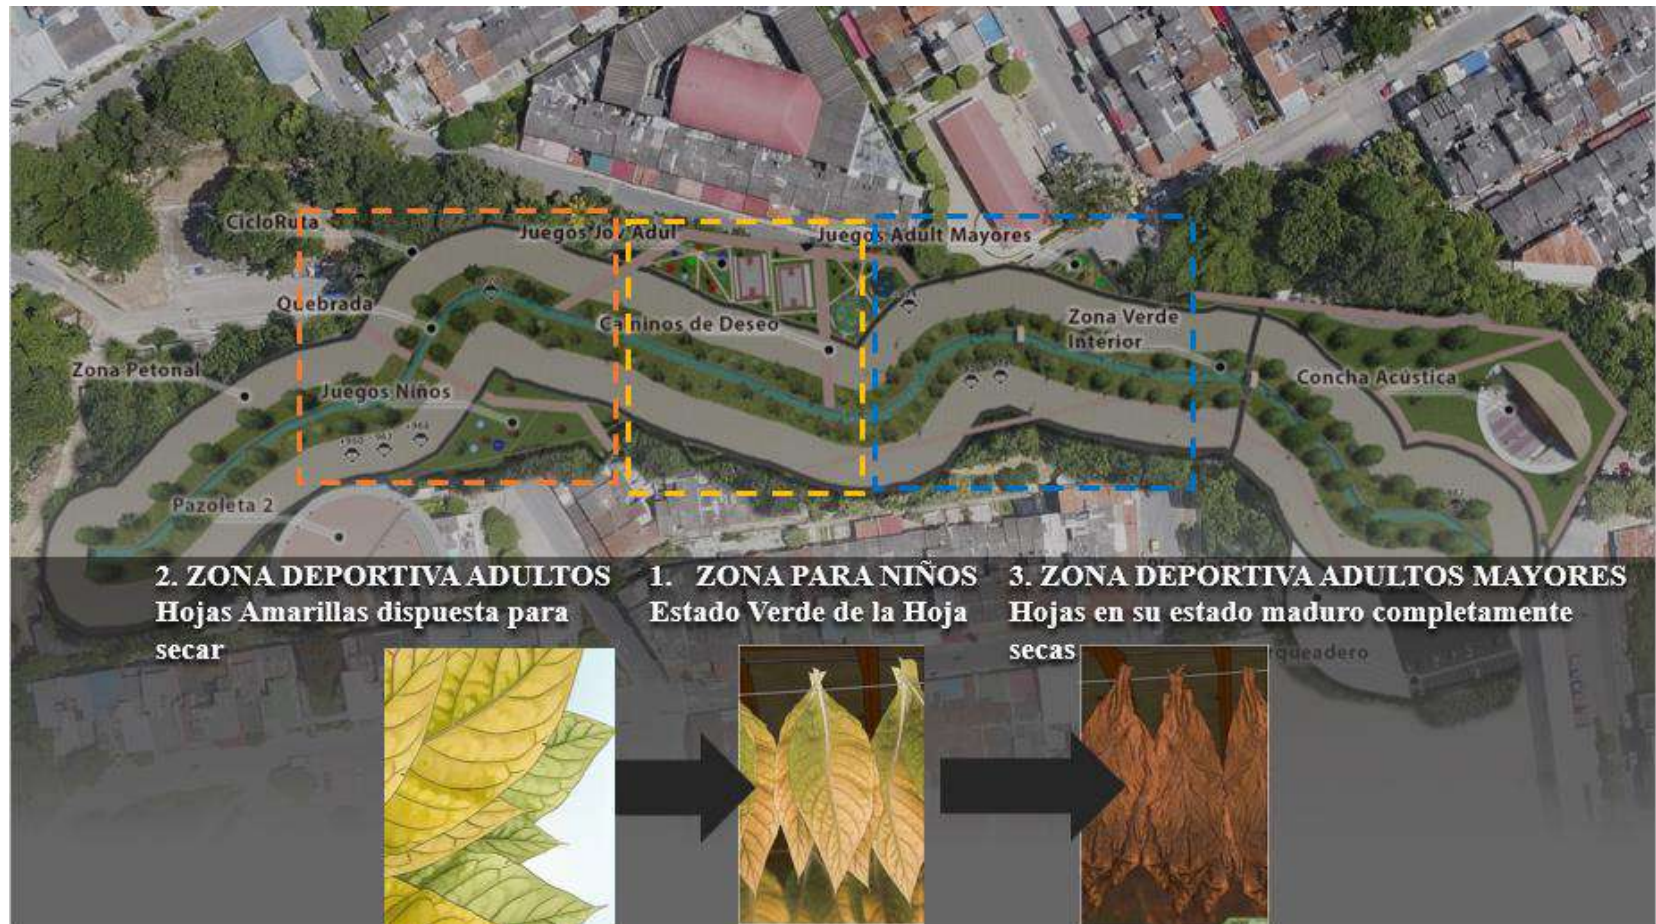 CicloRuta
Juegos Jov Adul
Juegos Adult Mayores
Quebrada
Caminos de Deseo
Zona Verde
Interior
Zona Petonal
Juegos Niños
Concha Acústica
Pazoleta 2
2. ZONA DEPORTIVA ADULTOS
Hojas Amarillas dispuesta para
secar
1. ZONA PARA NIÑOS
Estado Verde de la Hoja
3. ZONA DEPORTIVA ADULTOS MAYORES
Hojas en su estado maduro completamente
secas